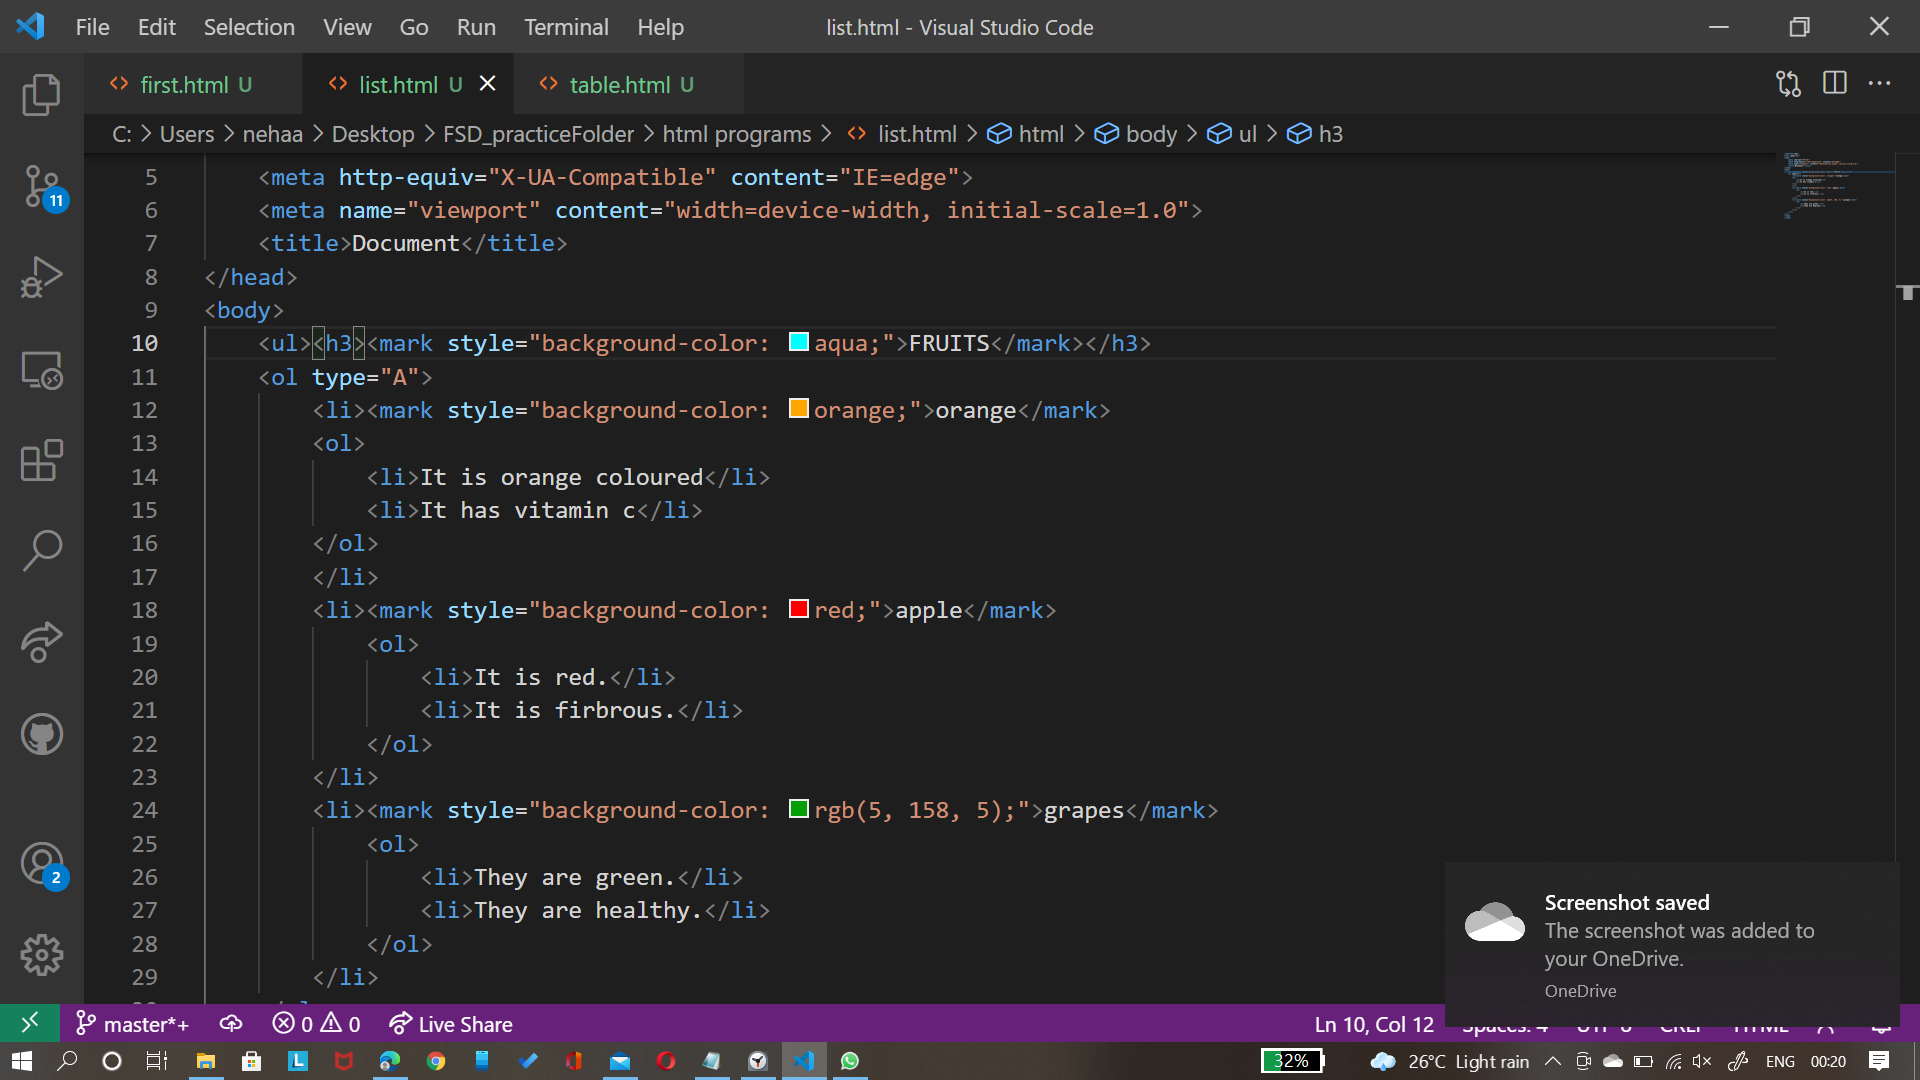 File Edit Selection View Go Run Terminal Help list.html - Visual Studio Code
first.html U list.html U table.html U
C: > Users > nehaa > Desktop > FSD_practiceFolder > html programs > list.html > html > body > ul > h3
5 <meta http-equiv="X-UA-Compatible" content="IE=edge">
6 <meta name="viewport" content="width=device-width, initial-scale=1.0">
7 <title>Document</title>
8 </head>
9 <body>
10 <ul><h3><mark style="background-color: aqua;">FRUITS</mark></h3>
11 <ol type="A">
12 <li><mark style="background-color: orange;">orange</mark>
13 <ol>
14 <li>It is orange coloured</li>
15 <li>It has vitamin c</li>
16 </ol>
17 </li>
18 <li><mark style="background-color: red;">apple</mark>
19 <ol>
20 <li>It is red.</li>
21 <li>It is firbrous.</li>
22 </ol>
23 </li>
24 <li><mark style="background-color: rgb(5, 158, 5);">grapes</mark>
25 <ol>
26 <li>They are green.</li>
27 <li>They are healthy.</li>
28 </ol>
29 </li>
11
2
Screenshot saved
The screenshot was added to
your OneDrive.
OneDrive
master*+ 0 0 Live Share Ln 10, Col 12
32% 26°C Light rain ENG 00:20